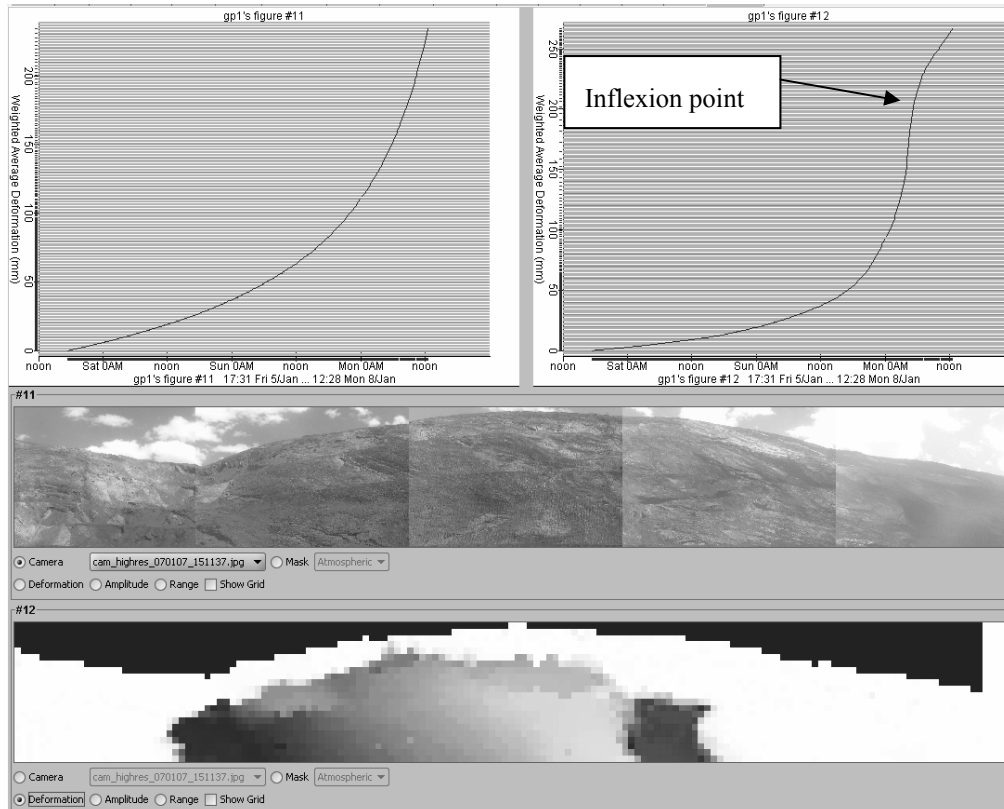 gp1's figure #11
Weighted Average Deformation (mm)
200
150
100
50
0
noon Sat 0AM noon Sun 0AM noon Mon 0AM noon
gp1's figure #11 17:31 Fri 5/Jan ... 12:28 Mon 8/Jan
gp1's figure #12
Inflexion point
Weighted Average Deformation (mm)
250
200
150
100
50
0
noon Sat 0AM noon Sun 0AM noon Mon 0AM noon
gp1's figure #12 17:31 Fri 5/Jan ... 12:28 Mon 8/Jan
#11
Camera cam_highres_070107_151137.jpg Mask Atmospheric
Deformation Amplitude Range Show Grid
#12
Camera cam_highres_070107_151137.jpg Mask Atmospheric
Deformation Amplitude Range Show Grid